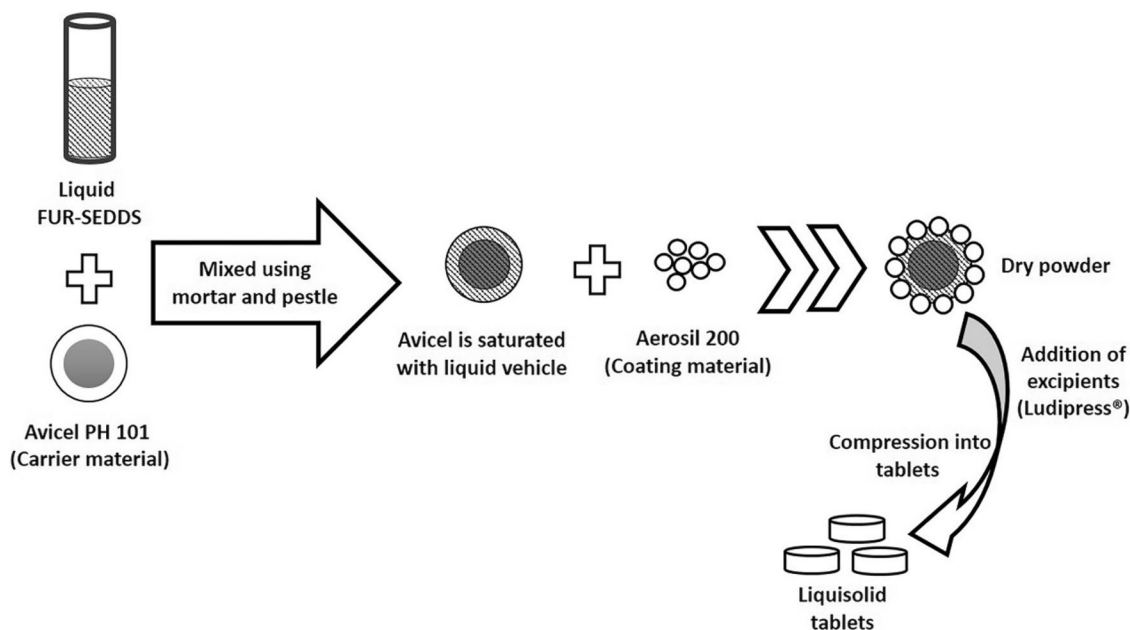 Liquid
FUR-SEDDS
Avicel PH 101
(Carrier material)
Mixed using
mortar and pestle
Avicel is saturated
with liquid vehicle
Aerosil 200
(Coating material)
Dry powder
Addition of
excipients
(Ludipress®)
Compression into
tablets
Liquisolid
tablets